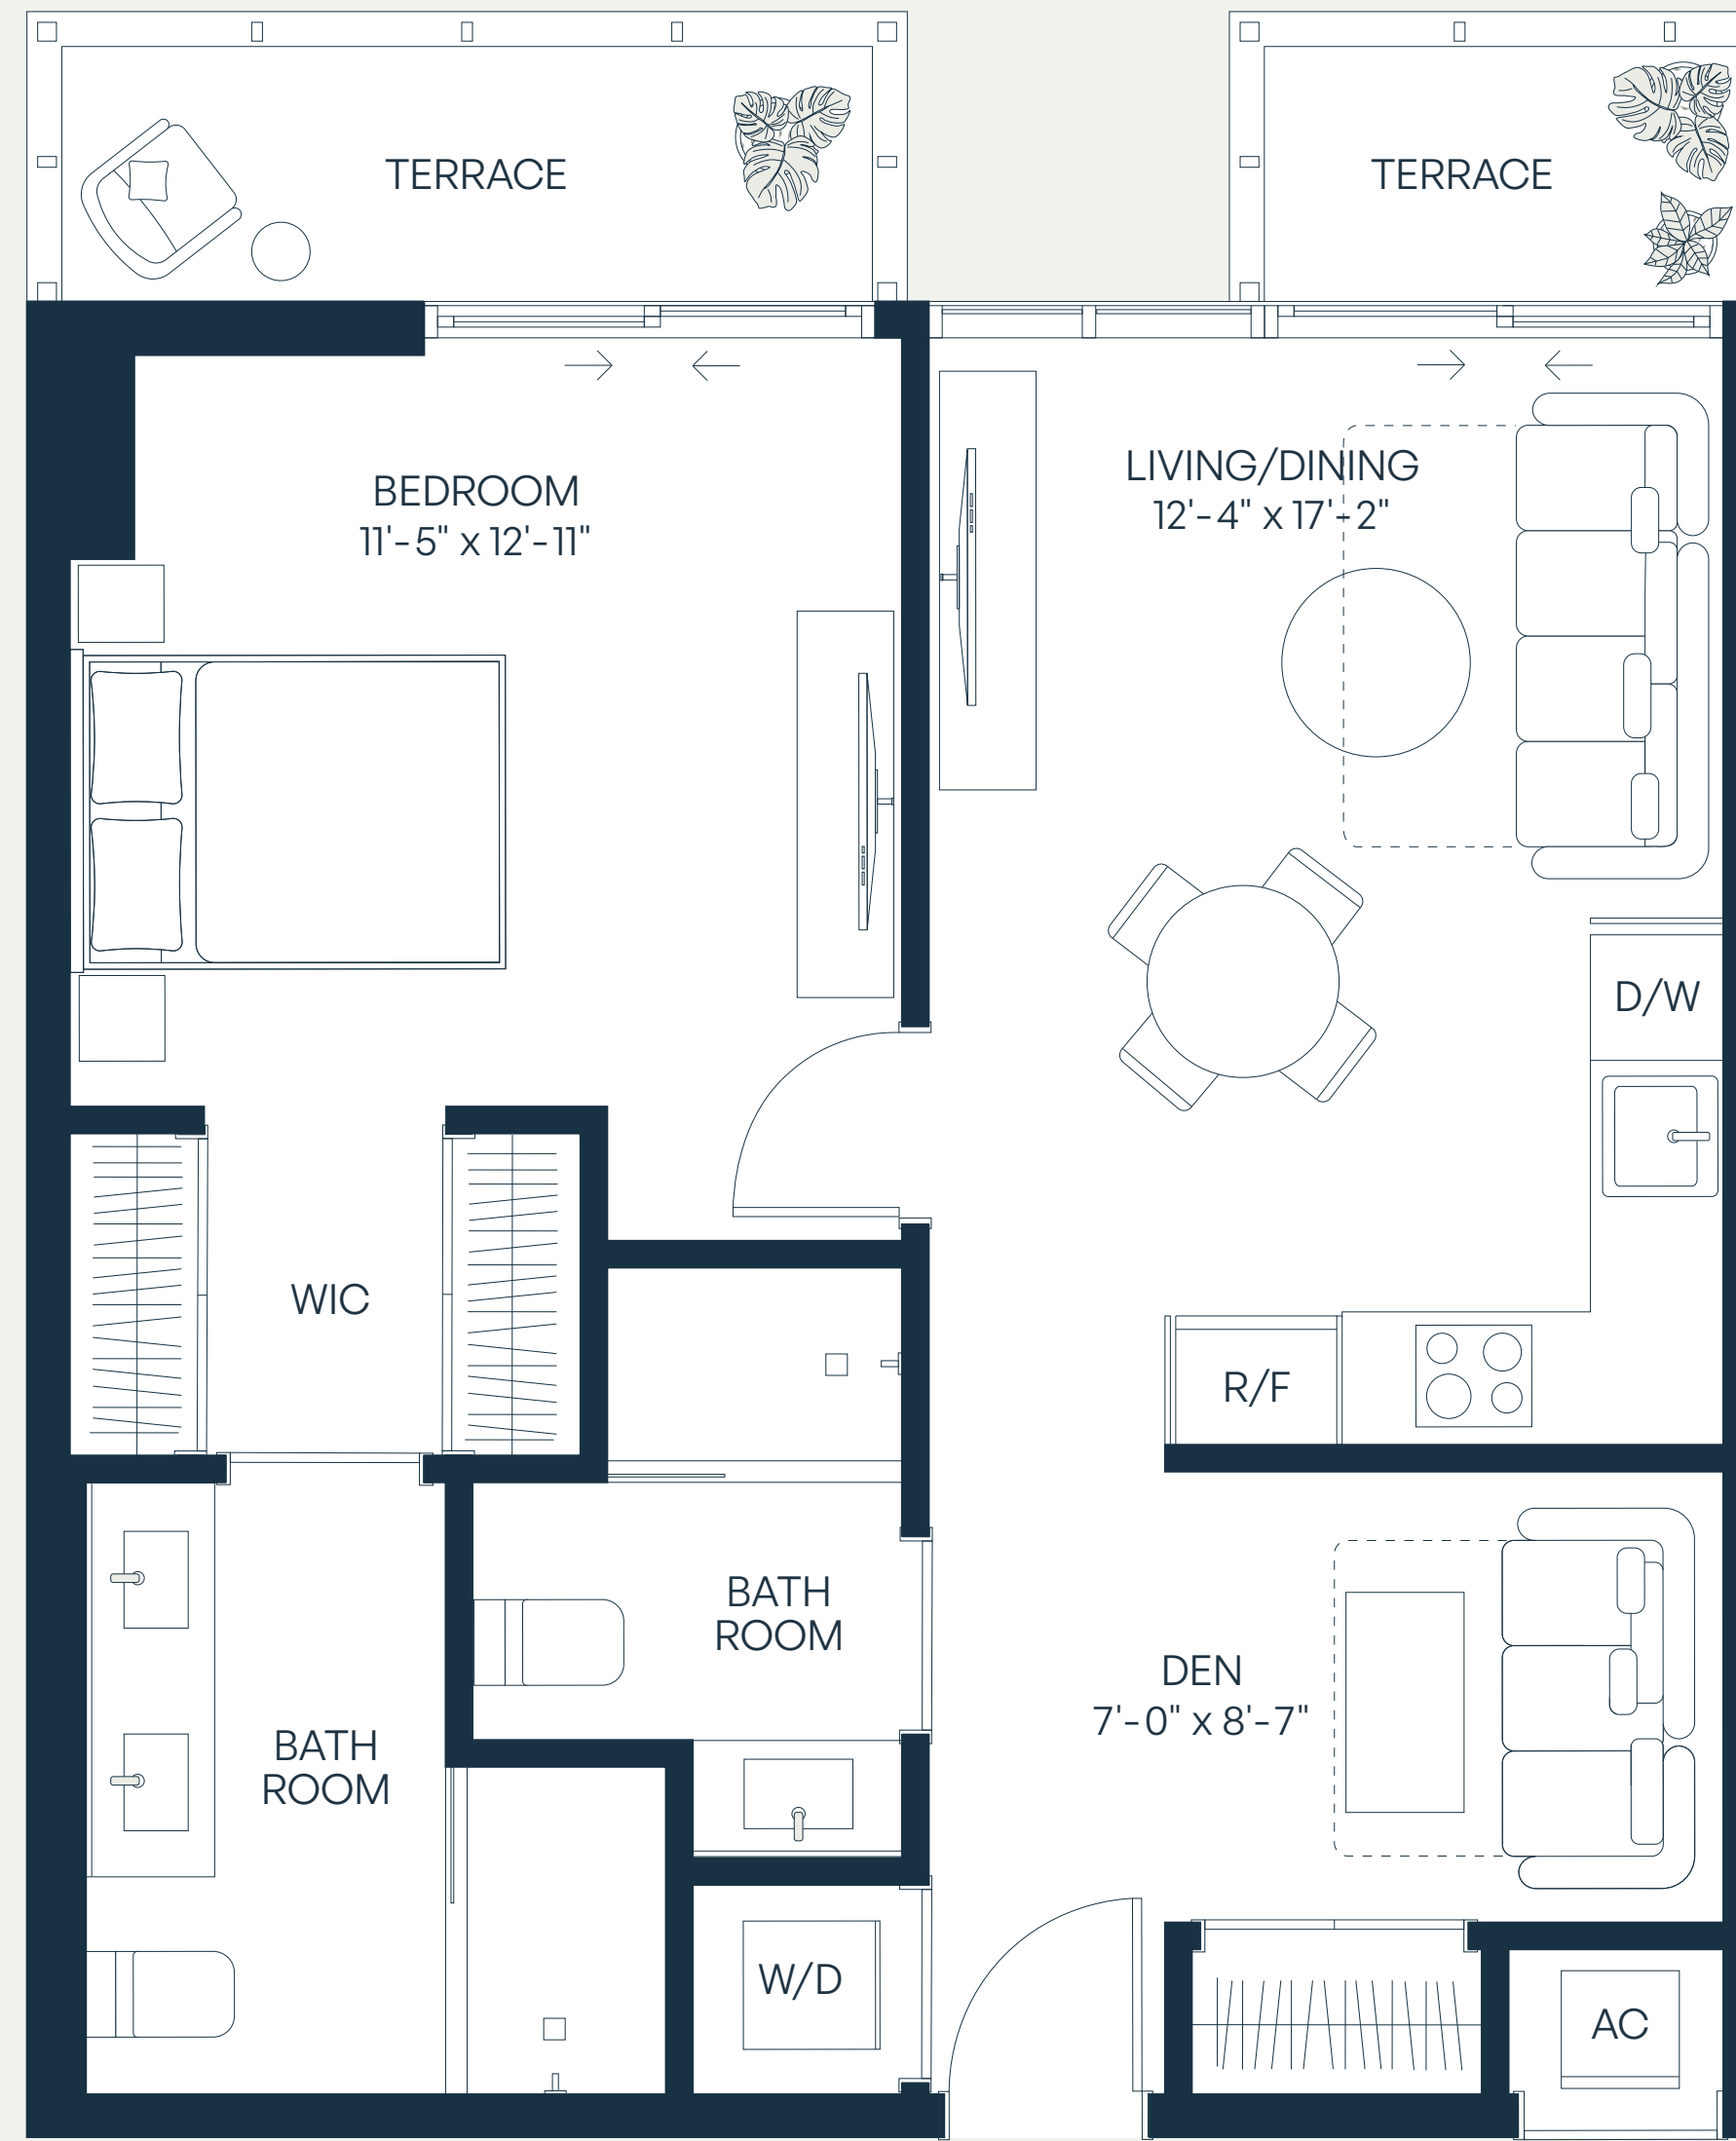 TERRACE
TERRACE
BEDROOM
11'-5" x 12'-11"
LIVING/DINING
12'-4" x 17'-2"
D/W
WIC
R/F
BATH
ROOM
DEN
7'-0" x 8'-7"
BATH
ROOM
W/D
AC